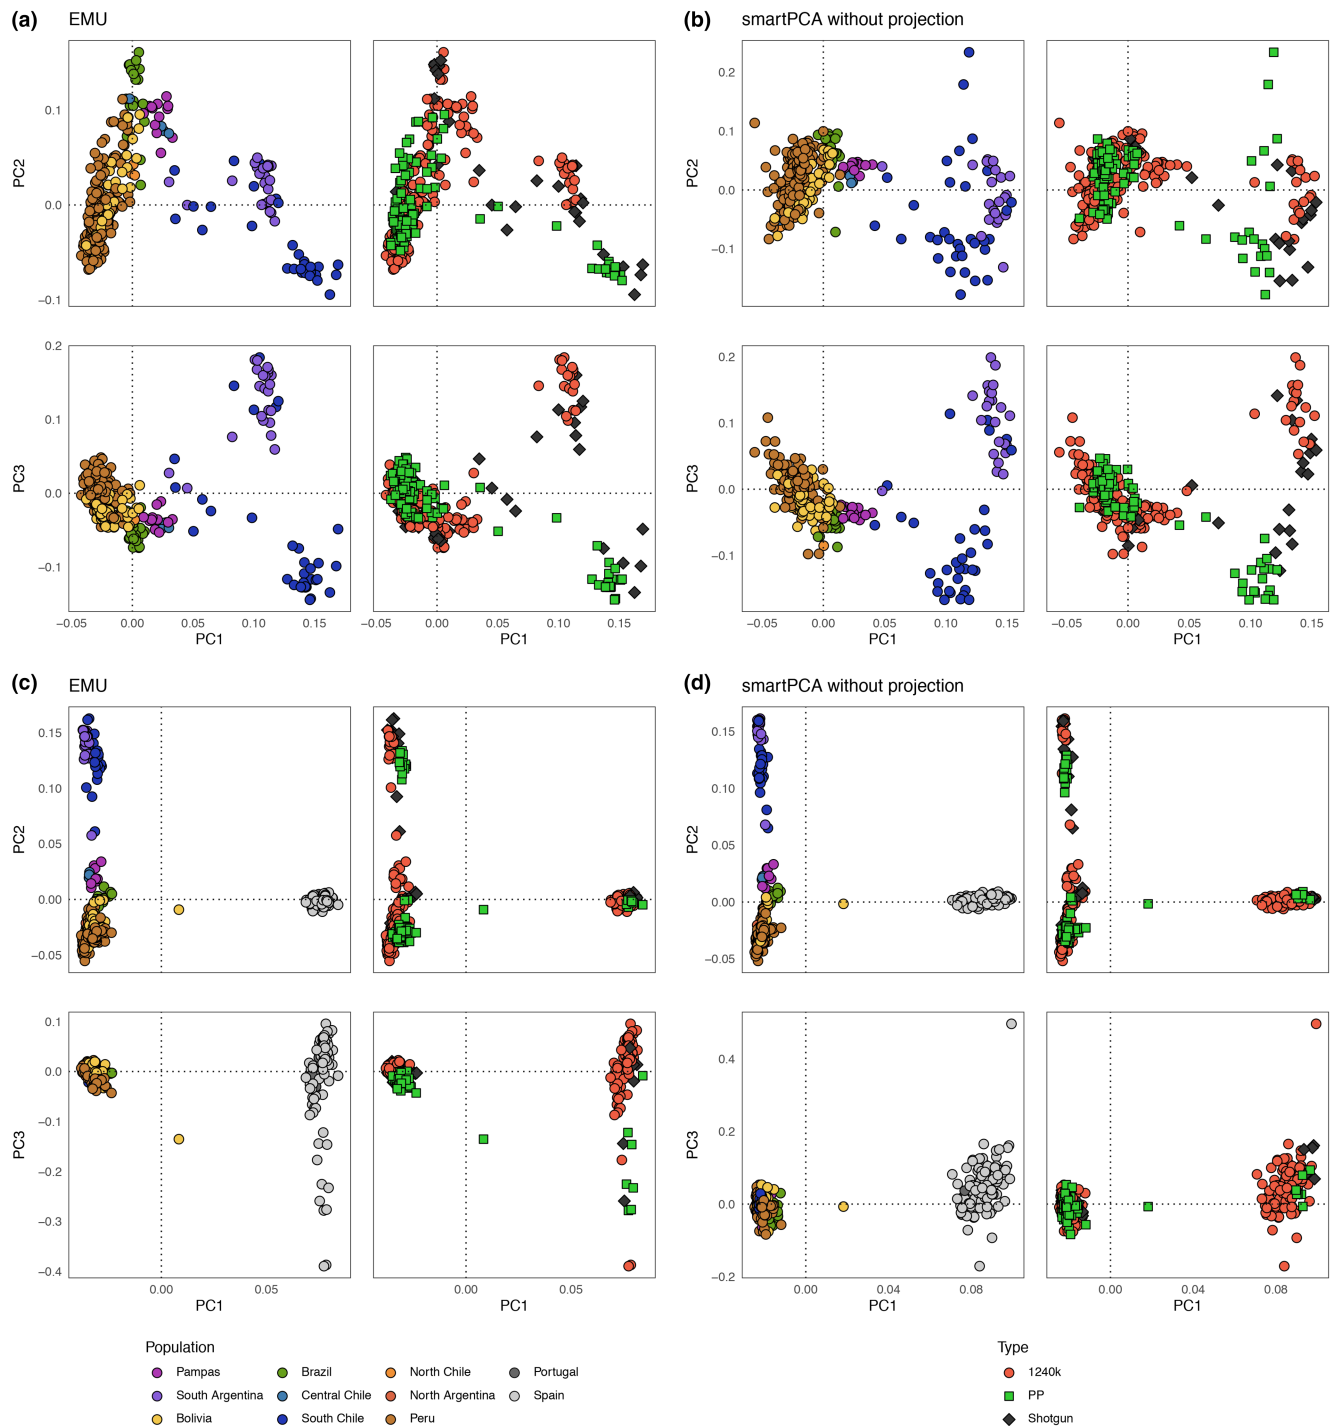 (a) EMU
(b) smartPCA without projection
PC2
0.1
0.0
−0.1
PC2
0.2
0.1
0.0
−0.1
PC3
0.2
0.1
0.0
−0.1
−0.05 0.00 0.05 0.10 0.15
−0.05 0.00 0.05 0.10 0.15
PC1
PC1
PC3
0.2
0.1
0.0
−0.1
−0.05 0.00 0.05 0.10 0.15
−0.05 0.00 0.05 0.10 0.15
PC1
PC1
(c) EMU
(d) smartPCA without projection
PC2
0.15
0.10
0.05
0.00
−0.05
PC2
0.15
0.10
0.05
0.00
−0.05
PC3
0.1
0.0
−0.1
−0.2
−0.3
−0.4
0.00 0.05
0.00 0.05
PC1
PC1
PC3
0.4
0.2
0.0
−0.2
0.00 0.04 0.08
0.00 0.04 0.08
PC1
PC1
Population
Pampas Brazil North Chile Portugal
South Argentina Central Chile North Argentina Spain
Bolivia South Chile Peru
Type
1240k
PP
Shotgun